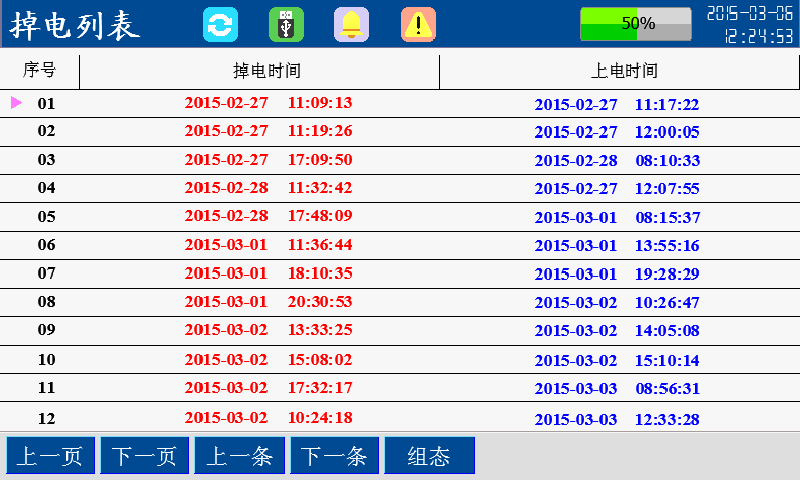 掉电列表 50% 2015-03-06
12:24:53
序号 掉电时间 上电时间
01 2015-02-27 11:09:13 2015-02-27 11:17:22
02 2015-02-27 11:19:26 2015-02-27 12:00:05
03 2015-02-27 17:09:50 2015-02-28 08:10:33
04 2015-02-28 11:32:42 2015-02-27 12:07:55
05 2015-02-28 17:48:09 2015-03-01 08:15:37
06 2015-03-01 11:36:44 2015-03-01 13:55:16
07 2015-03-01 18:10:35 2015-03-01 19:28:29
08 2015-03-01 20:30:53 2015-03-02 10:26:47
09 2015-03-02 13:33:25 2015-03-02 14:05:08
10 2015-03-02 15:08:02 2015-03-02 15:10:14
11 2015-03-02 17:32:17 2015-03-03 08:56:31
12 2015-03-02 10:24:18 2015-03-03 12:33:28
上一页 下一页 上一条 下一条 组态